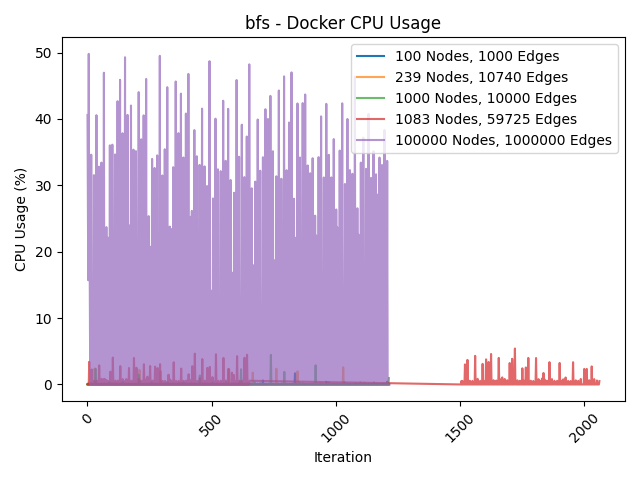 bfs - Docker CPU Usage
100 Nodes, 1000 Edges
239 Nodes, 10740 Edges
1000 Nodes, 10000 Edges
1083 Nodes, 59725 Edges
100000 Nodes, 1000000 Edges
CPU Usage (%)
50
40
30
20
10
0
0
500
1000
1500
2000
Iteration